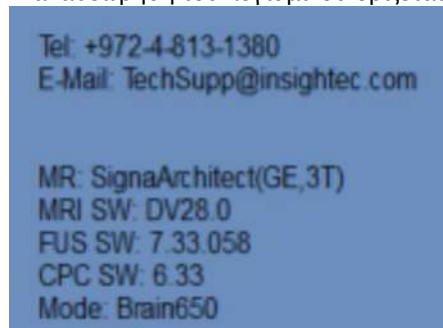 Tel: +972-4-813-1380
E-Mail: TechSupp@insightec.com
MR: SignaArchitect(GE,3T)
MRI SW: DV28.0
FUS SW: 7.33.058
CPC SW: 6.33
Mode: Brain650